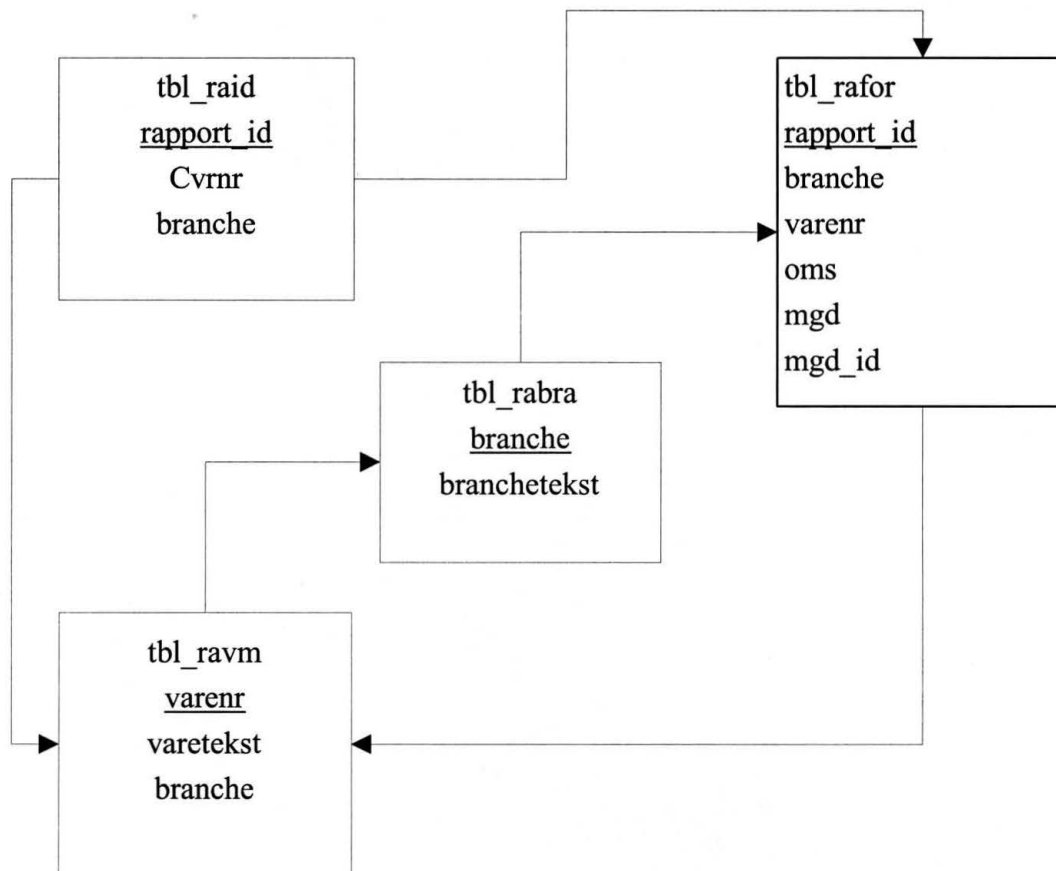 tbl_raid
rapport_id
Cvrnr
branche
tbl_rafor
rapport_id
branche
varenr
oms
mgd
mgd_id
tbl_rabra
branche
branchetekst
tbl_ravm
varenr
varetekst
branche